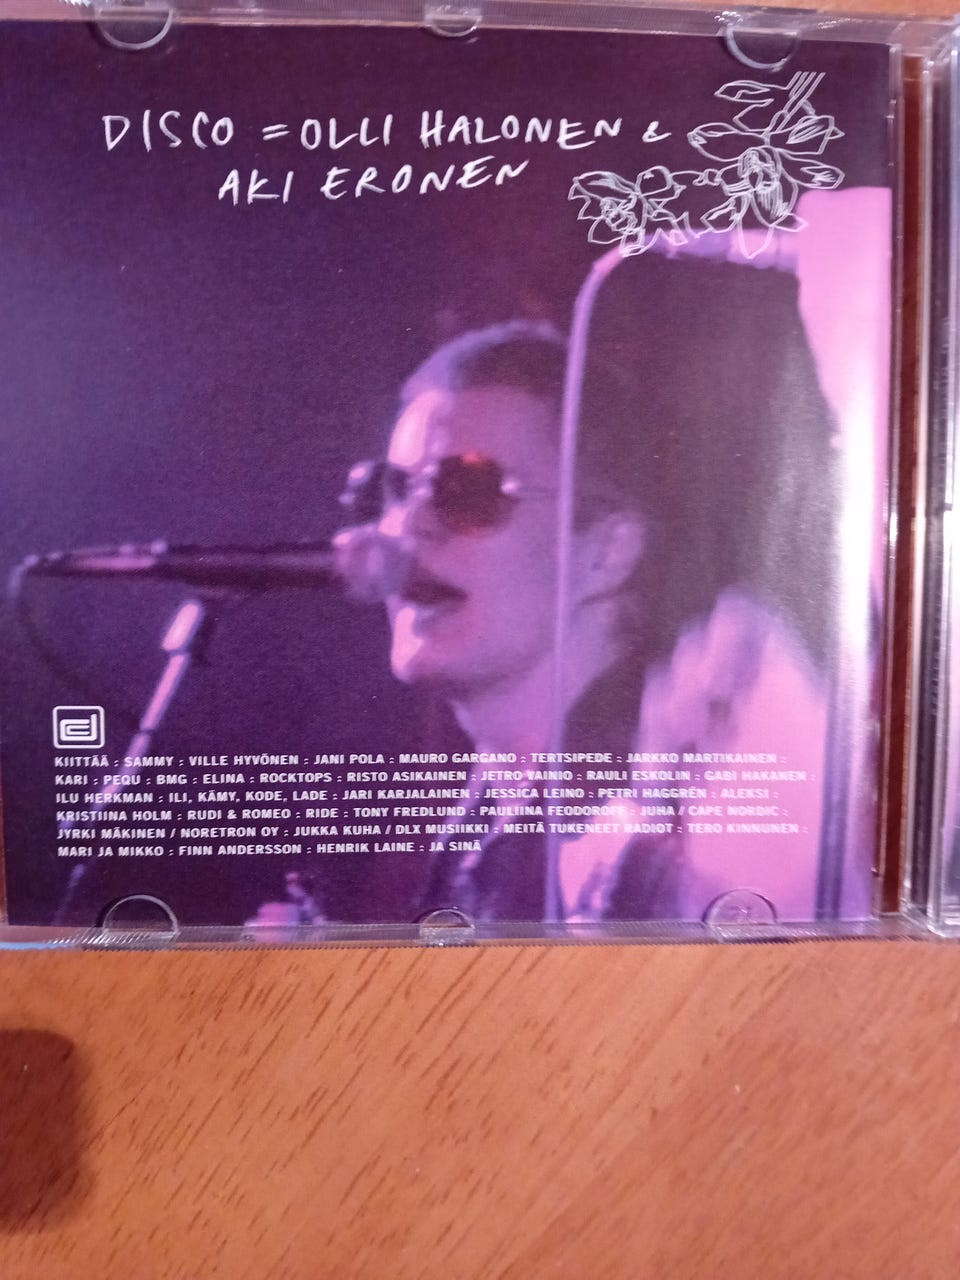 DISCO = OLLI HALONEN &
AKI ERONEN
KIITTÄÄ : SAMMY : VILLE HYVÖNEN : JANI POLA : MAURO GARGANO : TERTSIPEDE : JARKKO MARTIKAINEN :
KARI : PEQU : BMG : ELINA : ROCKTOPS : RISTO ASIKAINEN : JETRO VAINIO : RAULI ESKOLIN : GABI HAKANEN :
ILU HERKMAN : ILI, KÄMY, KODE, LADE : JARI KARJALAINEN : JESSICA LEINO : PETRI HAGGRÉN : ALEKSI :
KRISTIINA HOLM : RUDI & ROMEO : RIDE : TONY FREDLUND : PAULIINA FEODOROFF : JUHA / CAPE NORDIC :
JYRKI MÄKINEN / NORETRON OY : JUKKA KUHA / DLX MUSIIKKI : MEITÄ TUKENEET RADIOT : TERO KINNUNEN :
MARI JA MIKKO : FINN ANDERSSON : HENRIK LAINE : JA SINÄ